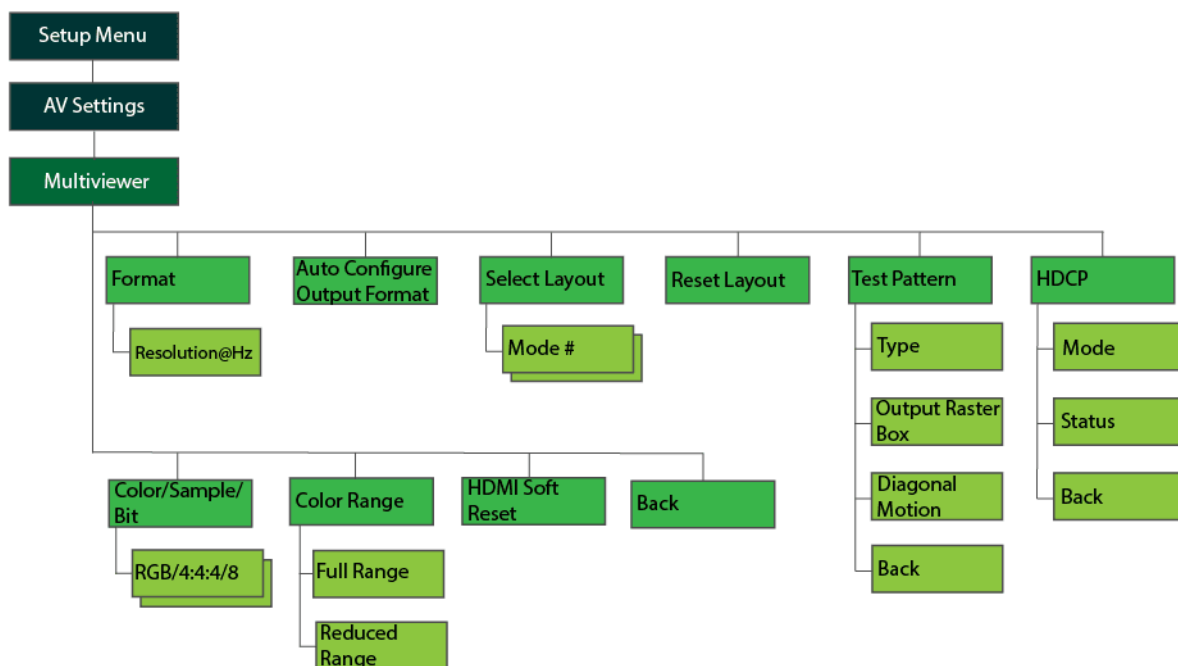 Setup Menu
AV Settings
Multiviewer
Format
Resolution@Hz
Auto Configure
Output Format
Select Layout
Mode #
Reset Layout
Test Pattern
Type
Output Raster
Box
Diagonal
Motion
Back
HDCP
Mode
Status
Back
Color/Sample/
Bit
RGB/4:4:4/8
Color Range
Full Range
Reduced
Range
HDMI Soft
Reset
Back